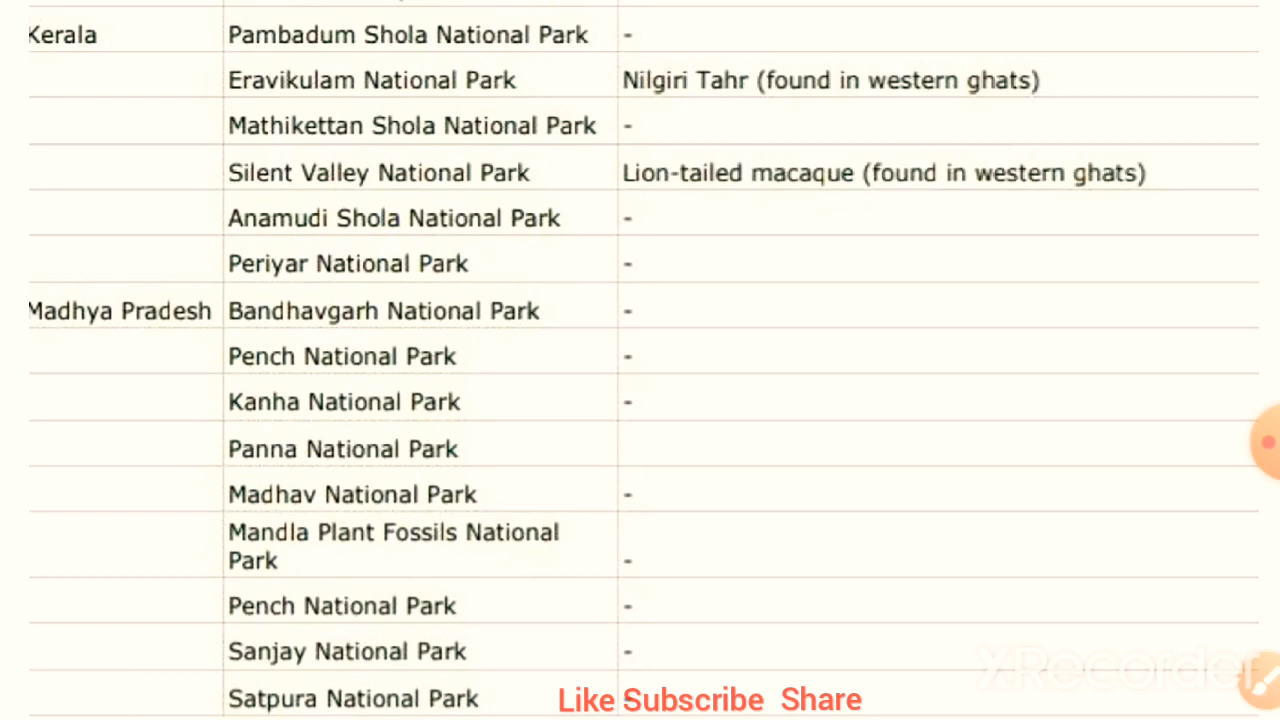 Kerala Pambadum Shola National Park -
Eravikulam National Park Nilgiri Tahr (found in western ghats)
Mathikettan Shola National Park -
Silent Valley National Park Lion-tailed macaque (found in western ghats)
Anamudi Shola National Park -
Periyar National Park -
Madhya Pradesh Bandhavgarh National Park -
Pench National Park -
Kanha National Park -
Panna National Park
Madhav National Park -
Mandla Plant Fossils National
Park -
Pench National Park -
Sanjay National Park -
XRecorder
Satpura National Park
Like Subscribe Share